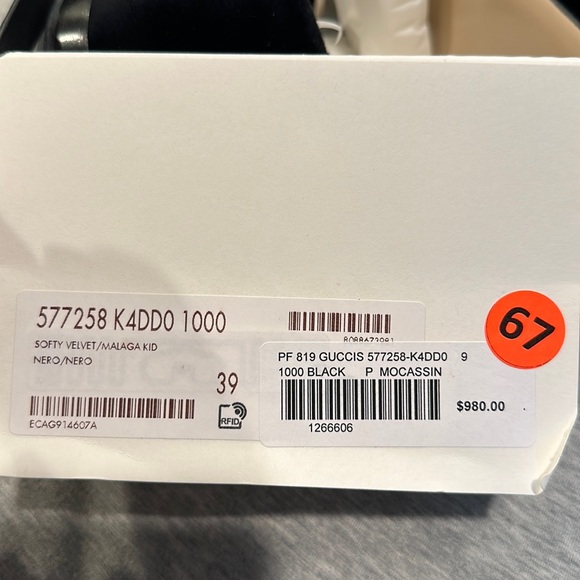 577258 K4DD0 1000
SOFTY VELVET/MALAGA KID
NERO/NERO
39
ECAG914607A
RFID
PF 819 GUCCIS 577258-K4DD0 9
1000 BLACK P MOCASSIN
$980.00
1266606
67